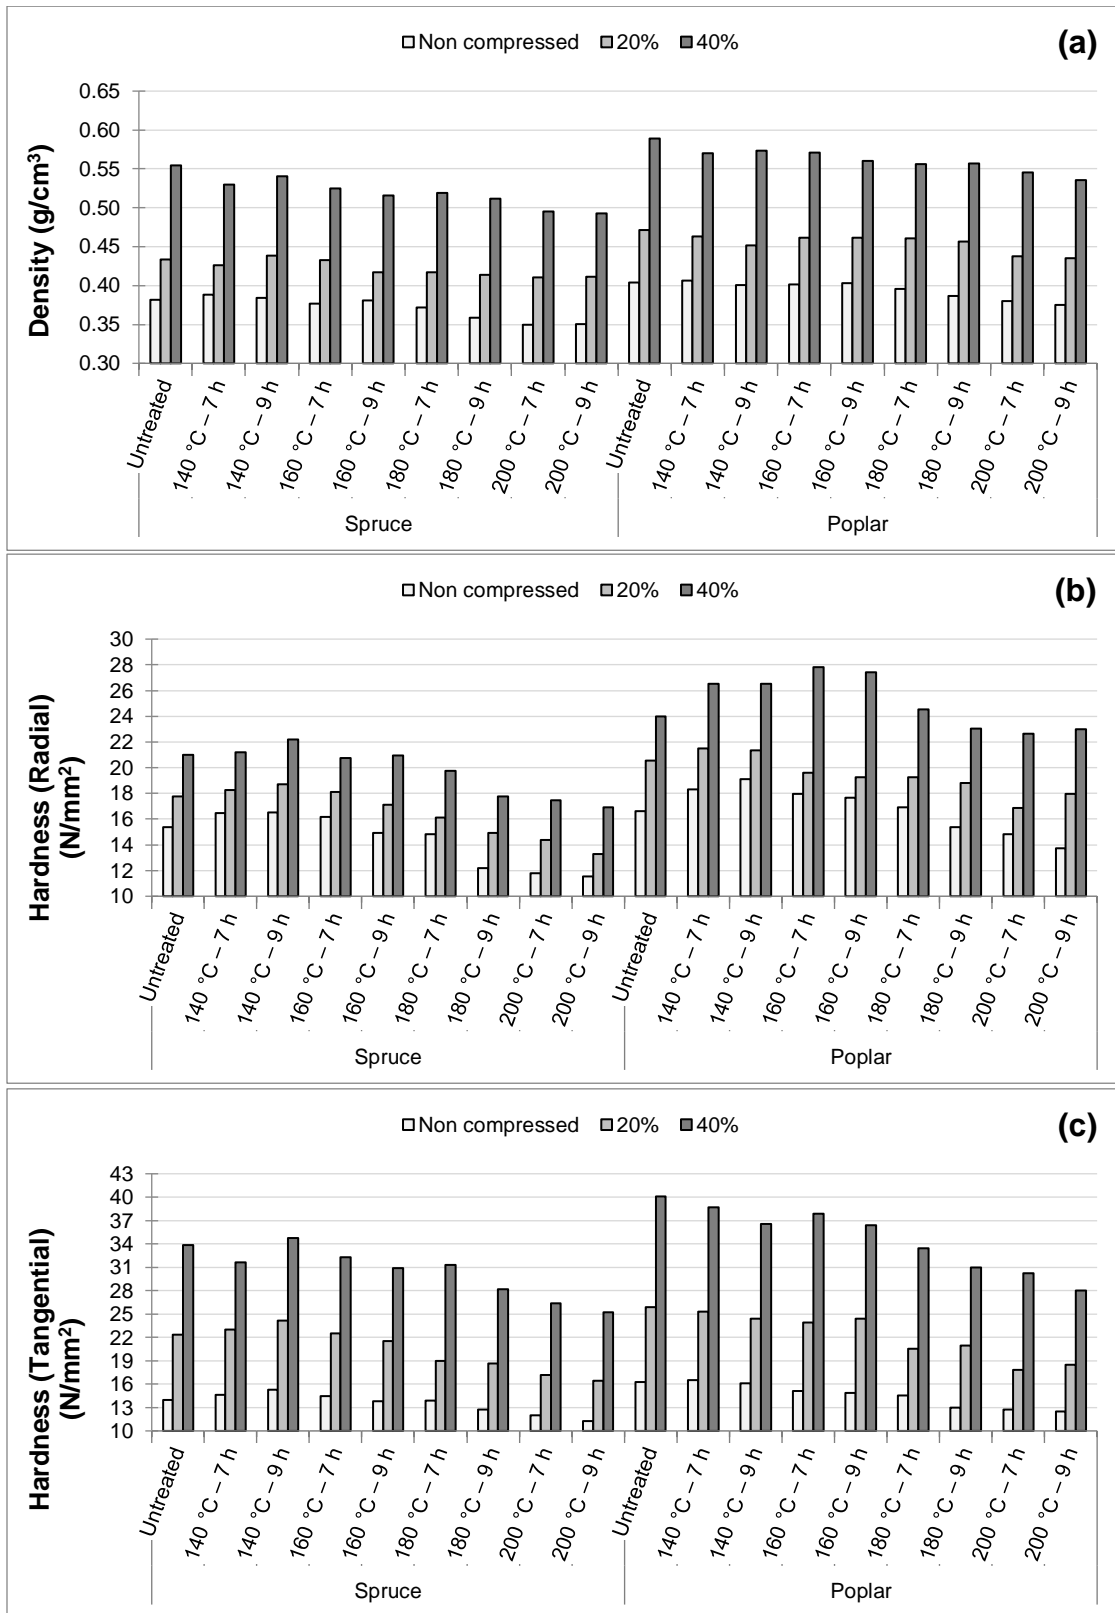 Non compressed 20% 40% (a)
Density (g/cm³)
0.65
0.60
0.55
0.50
0.45
0.40
0.35
0.30
Untreated
140 °C – 7 h
140 °C – 9 h
160 °C – 7 h
160 °C – 9 h
180 °C – 7 h
180 °C – 9 h
200 °C – 7 h
200 °C – 9 h
Untreated
140 °C – 7 h
140 °C – 9 h
160 °C – 7 h
160 °C – 9 h
180 °C – 7 h
180 °C – 9 h
200 °C – 7 h
200 °C – 9 h
Spruce Poplar
Non compressed 20% 40% (b)
Hardness (Radial)
(N/mm²)
30
28
26
24
22
20
18
16
14
12
10
Untreated
140 °C – 7 h
140 °C – 9 h
160 °C – 7 h
160 °C – 9 h
180 °C – 7 h
180 °C – 9 h
200 °C – 7 h
200 °C – 9 h
Untreated
140 °C – 7 h
140 °C – 9 h
160 °C – 7 h
160 °C – 9 h
180 °C – 7 h
180 °C – 9 h
200 °C – 7 h
200 °C – 9 h
Spruce Poplar
Non compressed 20% 40% (c)
Hardness (Tangential)
(N/mm²)
43
40
37
34
31
28
25
22
19
16
13
10
Untreated
140 °C – 7 h
140 °C – 9 h
160 °C – 7 h
160 °C – 9 h
180 °C – 7 h
180 °C – 9 h
200 °C – 7 h
200 °C – 9 h
Untreated
140 °C – 7 h
140 °C – 9 h
160 °C – 7 h
160 °C – 9 h
180 °C – 7 h
180 °C – 9 h
200 °C – 7 h
200 °C – 9 h
Spruce Poplar